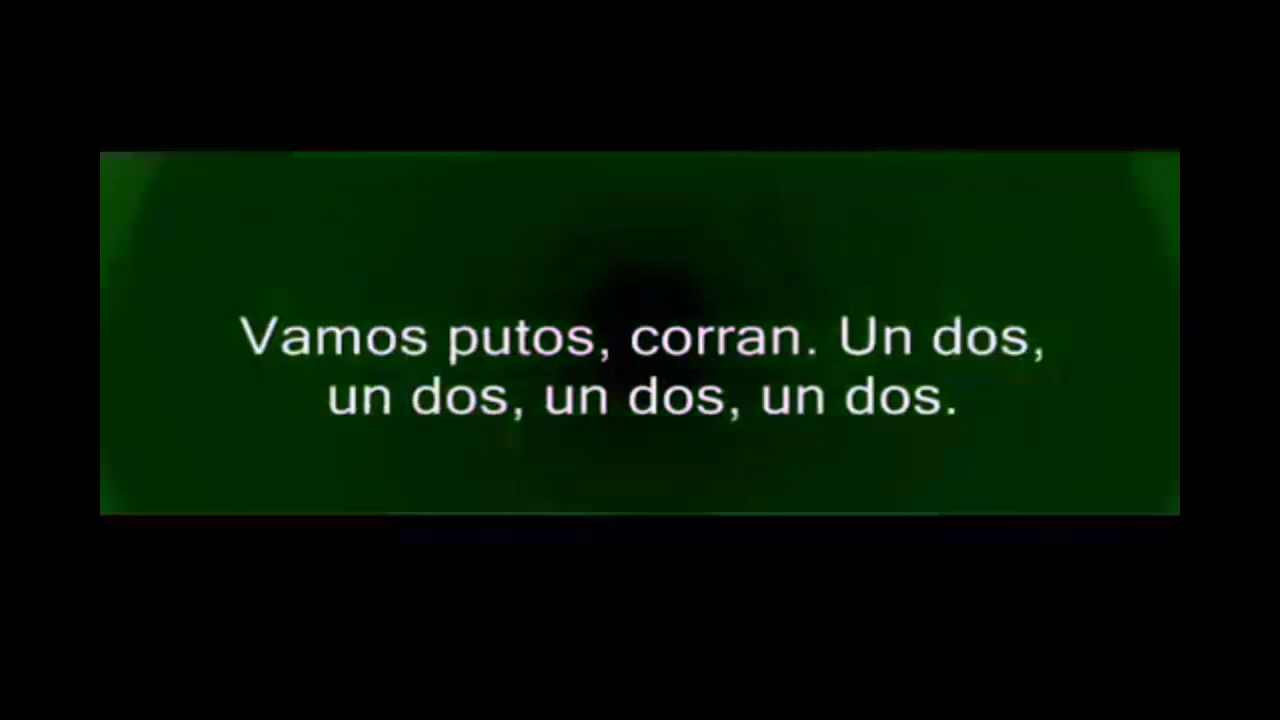 Vamos putos, corran. Un dos,
un dos, un dos, un dos.